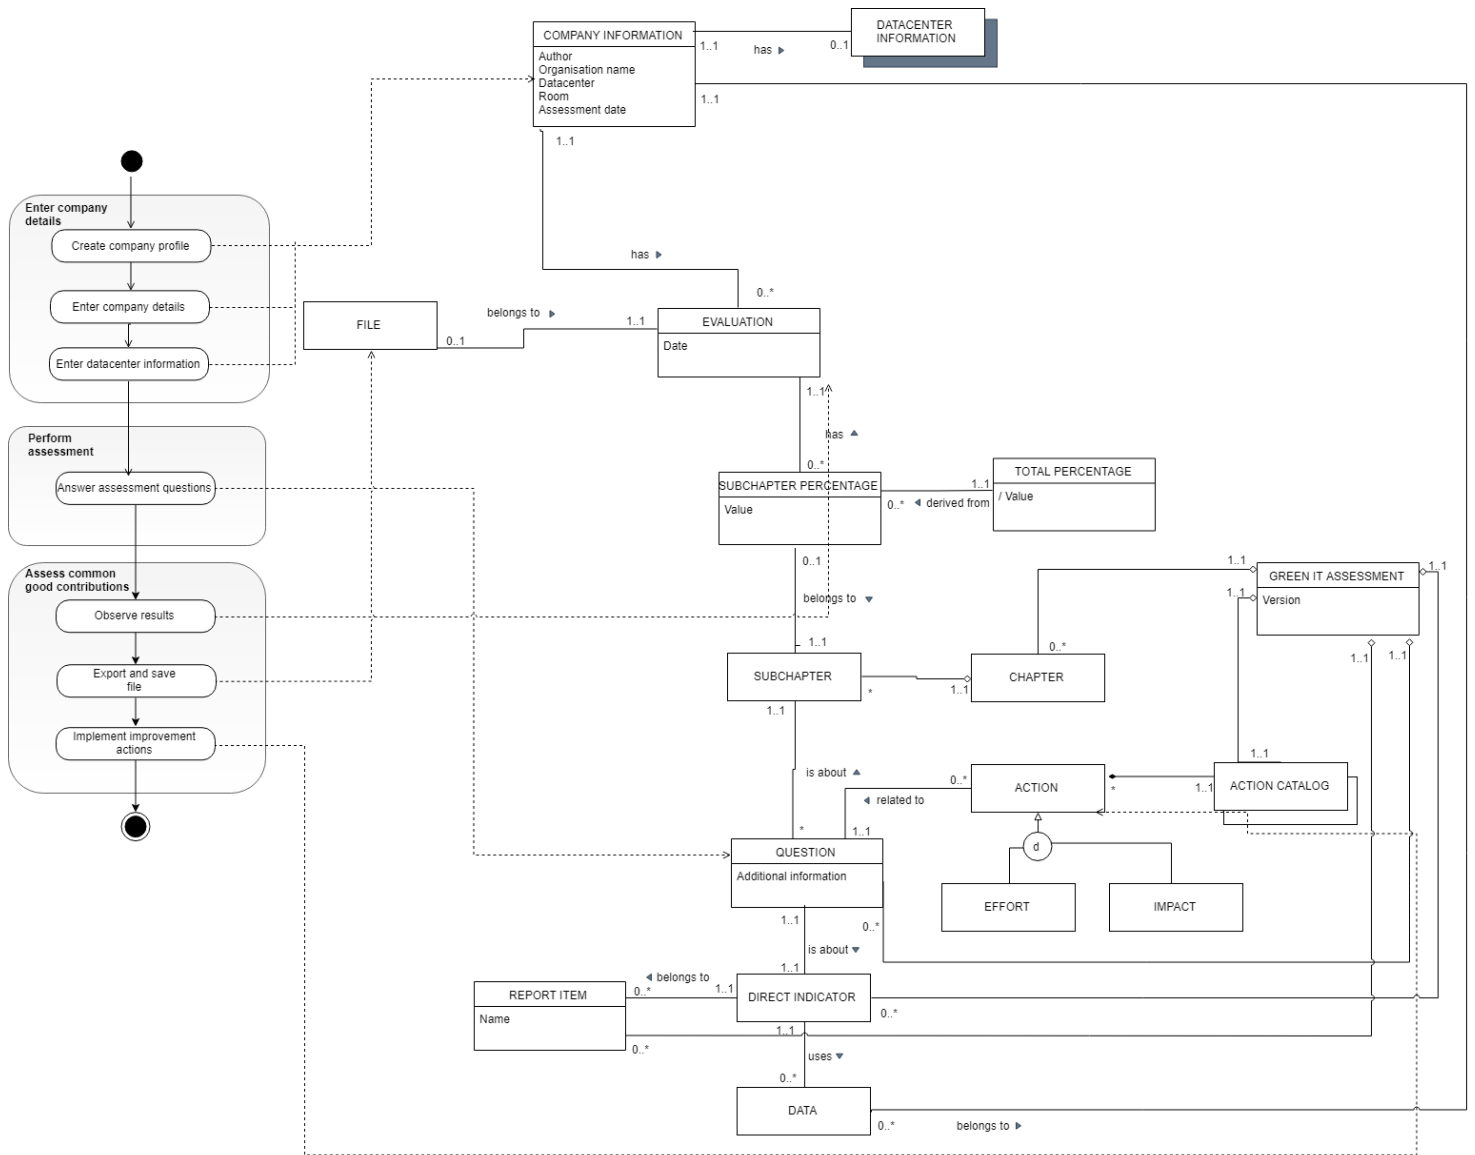 COMPANY INFORMATION
Author
Organisation name
Datacenter
Room
Assessment date
1..1
has
0..1
DATACENTER
INFORMATION
1..1
1..1
Enter company
details
Create company profile
Enter company details
Enter datacenter information
has
0..*
FILE
0..1
belongs to
1..1
EVALUATION
Date
1..1
has
0..*
Perform
assessment
Answer assessment questions
SUBCHAPTER PERCENTAGE
Value
0..*
derived from
1..1
TOTAL PERCENTAGE
/ Value
0..1
belongs to
1..1
Assess common
good contributions
Observe results
Export and save
file
Implement improvement
actions
GREEN IT ASSESSMENT
Version
1..1
1..1
1..1
1..1
1..1
0..*
SUBCHAPTER
*
1..1
CHAPTER
1..1
is about
*
0..*
related to
1..1
ACTION
*
1..1
1..1
ACTION CATALOG
d
EFFORT
IMPACT
QUESTION
Additional information
0..*
1..1
is about
1..1
REPORT ITEM
Name
belongs to
0..*
1..1
DIRECT INDICATOR
0..*
0..*
1..1
uses
0..*
DATA
0..*
belongs to